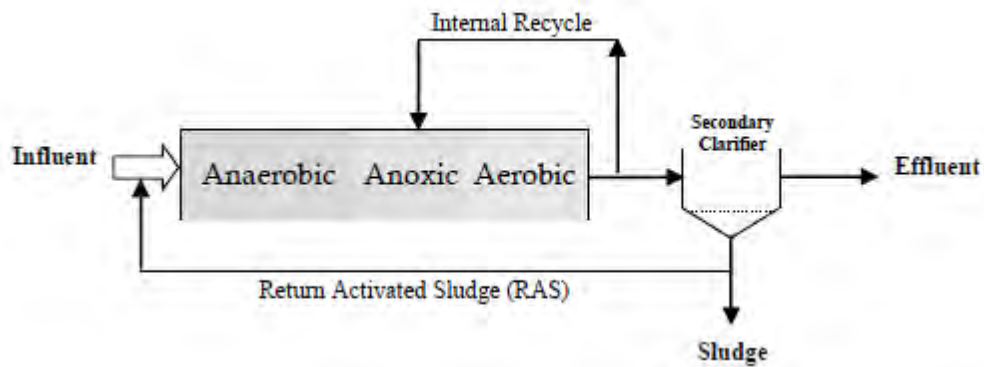 Internal Recycle
Secondary
Clarifier
Influent
Anaerobic Anoxic Aerobic
Effluent
Return Activated Sludge (RAS)
Sludge